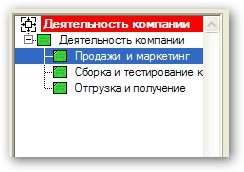 Деятельность компании
Деятельность компании
Продажи и маркетинг
Сборка и тестирование к
Отгрузка и получение